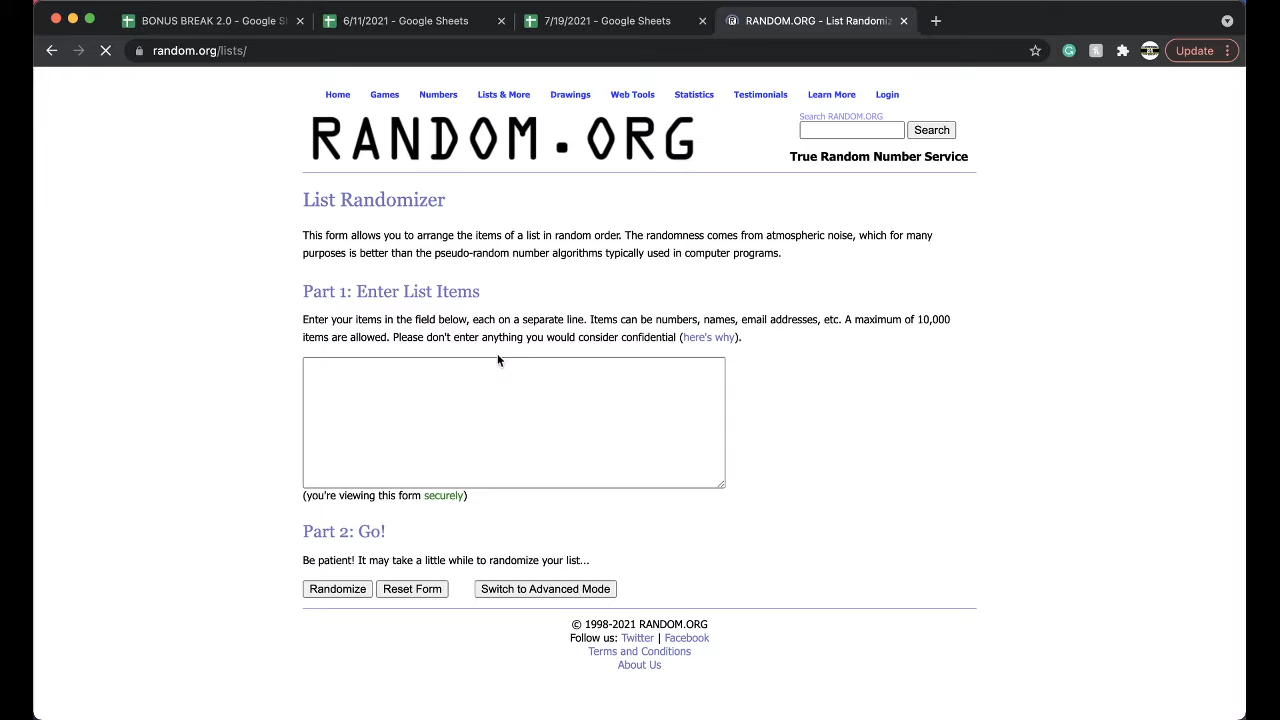 BONUS BREAK 2.0 - Google S
6/11/2021 - Google Sheets
7/19/2021 - Google Sheets
RANDOM.ORG - List Randomiz
random.org/lists/
Update
Home Games Numbers Lists & More Drawings Web Tools Statistics Testimonials Learn More Login
RANDOM.ORG
Search RANDOM.ORG
Search
True Random Number Service
List Randomizer
This form allows you to arrange the items of a list in random order. The randomness comes from atmospheric noise, which for many
purposes is better than the pseudo-random number algorithms typically used in computer programs.
Part 1: Enter List Items
Enter your items in the field below, each on a separate line. Items can be numbers, names, email addresses, etc. A maximum of 10,000
items are allowed. Please don't enter anything you would consider confidential (here's why).
(you're viewing this form securely)
Part 2: Go!
Be patient! It may take a little while to randomize your list...
Randomize Reset Form Switch to Advanced Mode
© 1998-2021 RANDOM.ORG
Follow us: Twitter | Facebook
Terms and Conditions
About Us